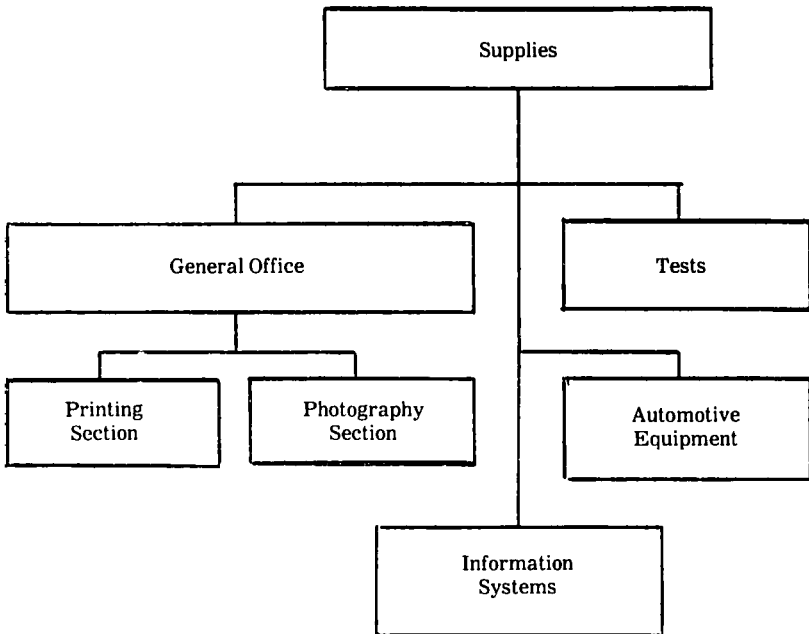 Supplies
General Office
Tests
Printing
Section
Photography
Section
Automotive
Equipment
Information
Systems